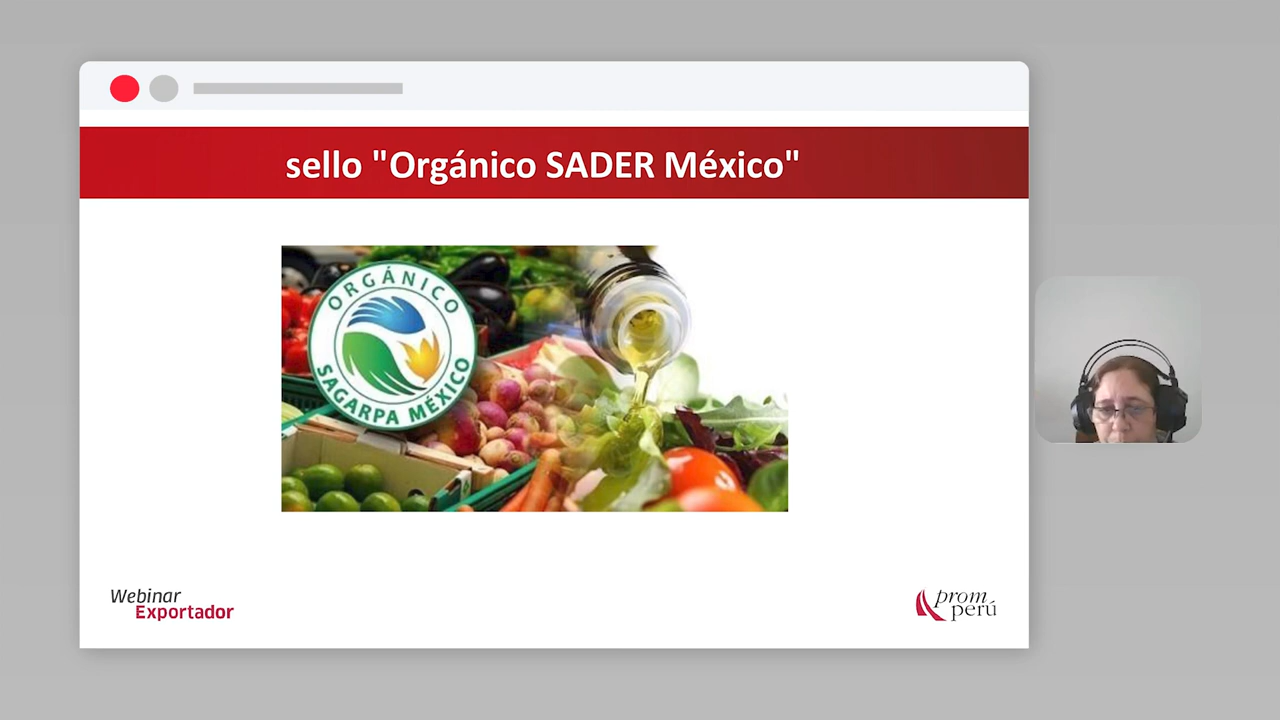 sello "Orgánico SADER México"
ORGÁNICO
SAGARPA MÉXICO
Webinar
Exportador
prom
perú